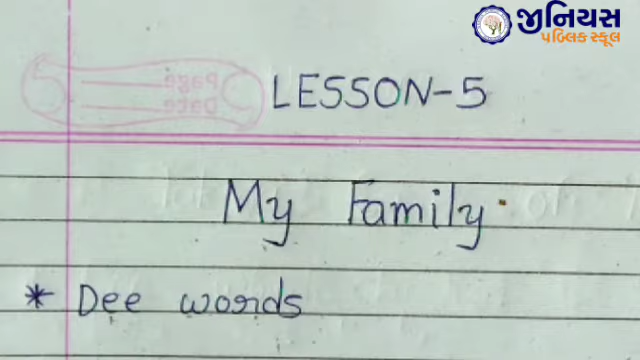 જીનિયસ
પબ્લિક સ્કૂલ
Page
Date
LESSON-5
My Family.
* Dee words